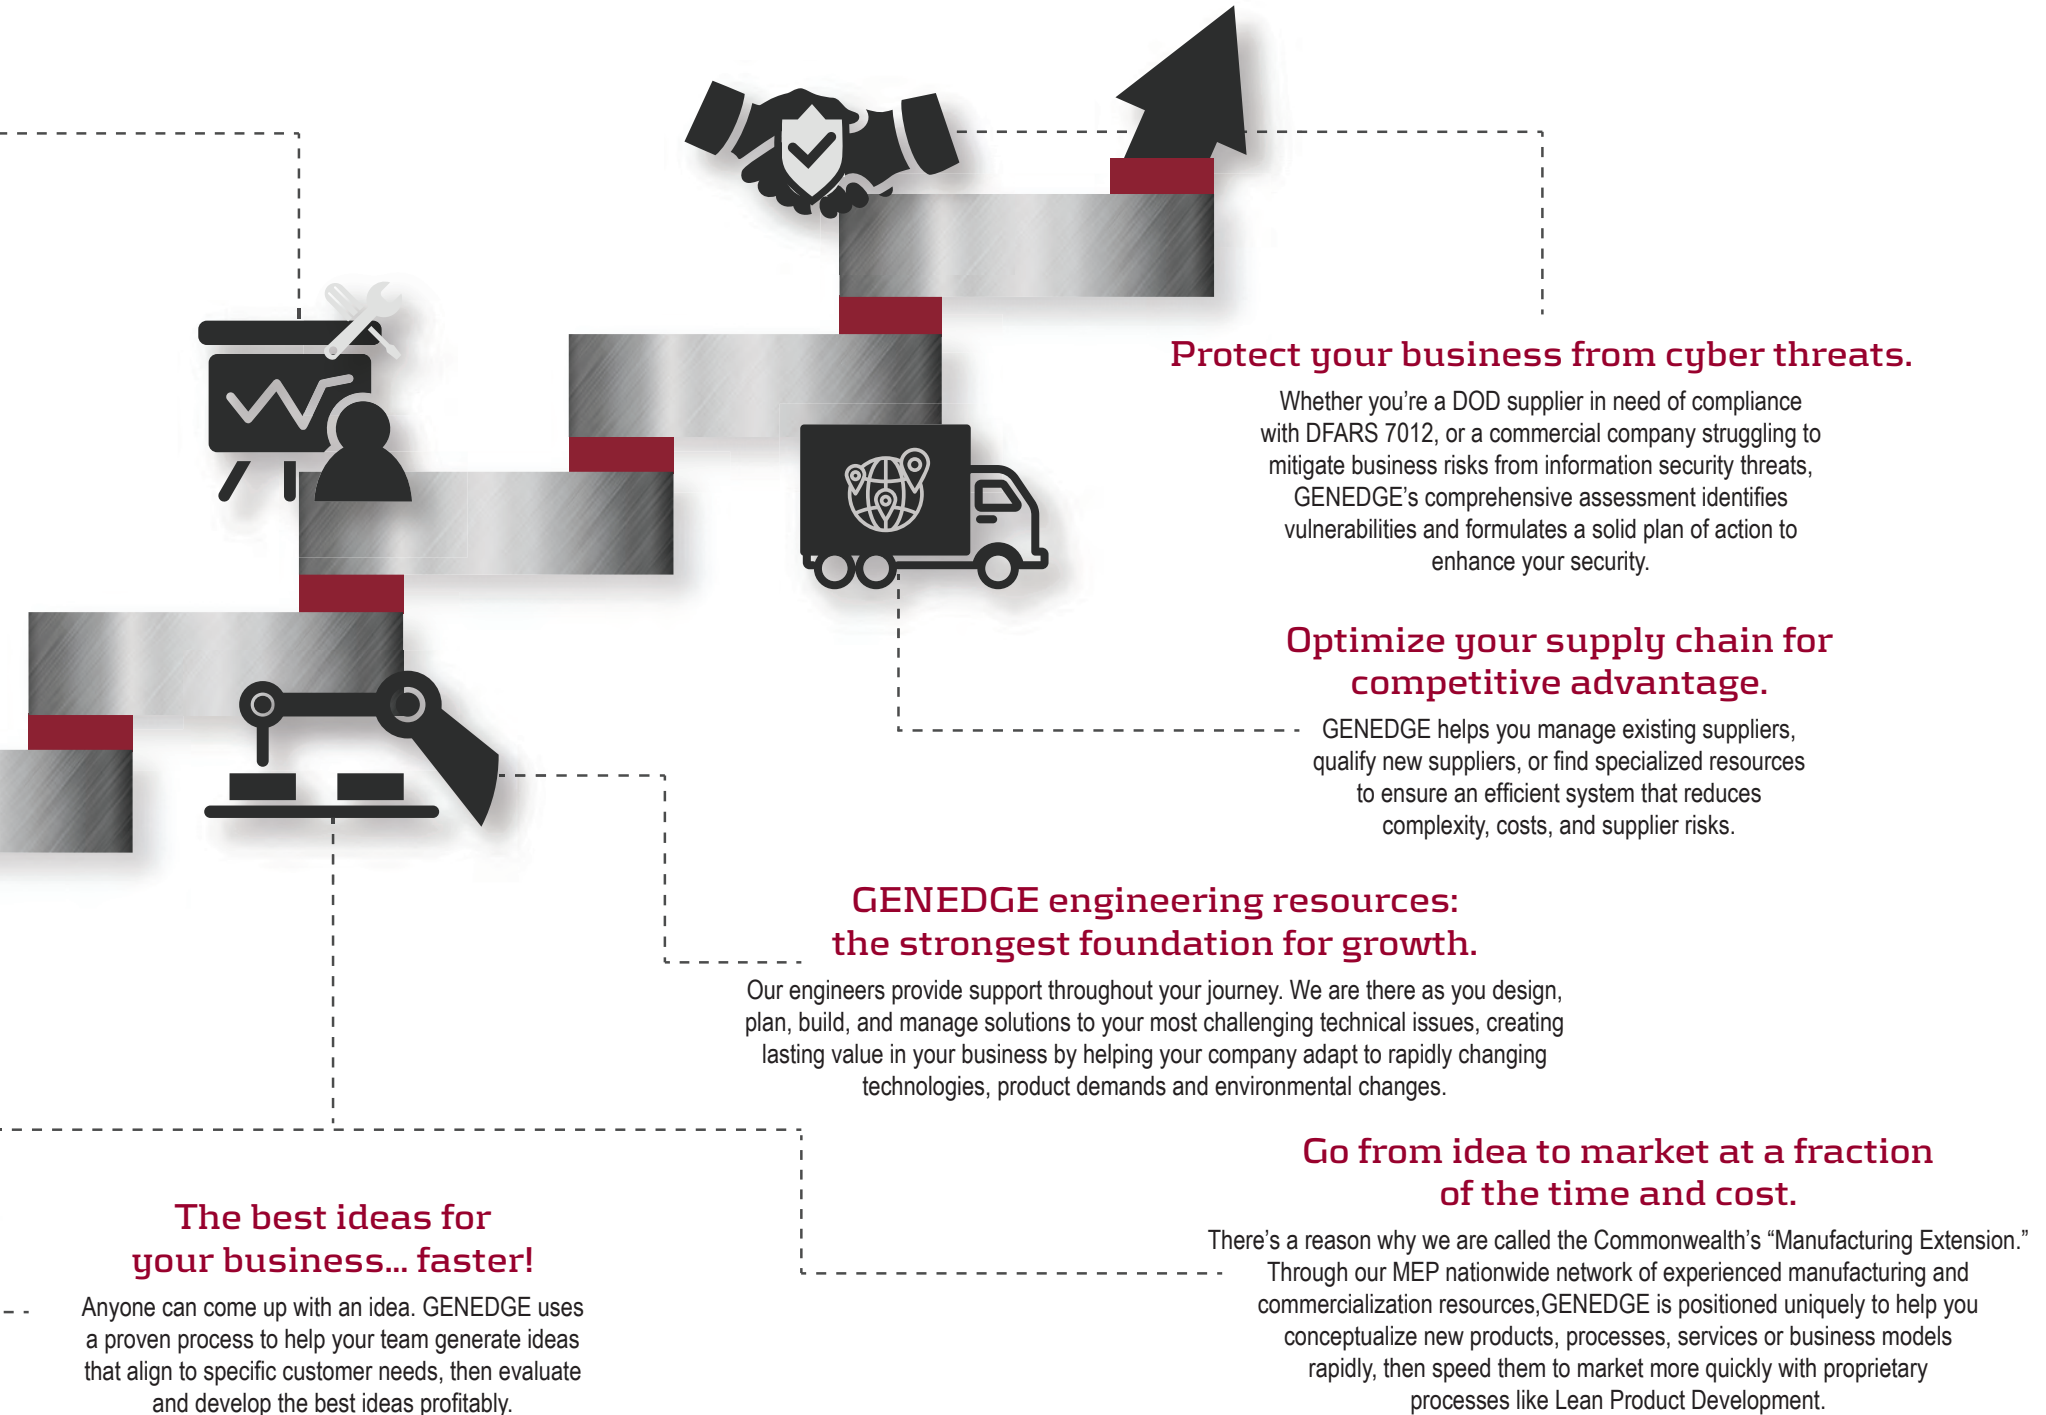 Protect your business from cyber threats.
Whether you’re a DOD supplier in need of compliance
with DFARS 7012, or a commercial company struggling to
mitigate business risks from information security threats,
GENEDGE’s comprehensive assessment identifies
vulnerabilities and formulates a solid plan of action to
enhance your security.
Optimize your supply chain for
competitive advantage.
GENEDGE helps you manage existing suppliers,
qualify new suppliers, or find specialized resources
to ensure an efficient system that reduces
complexity, costs, and supplier risks.
GENEDGE engineering resources:
the strongest foundation for growth.
Our engineers provide support throughout your journey. We are there as you design,
plan, build, and manage solutions to your most challenging technical issues, creating
lasting value in your business by helping your company adapt to rapidly changing
technologies, product demands and environmental changes.
Go from idea to market at a fraction
of the time and cost.
There’s a reason why we are called the Commonwealth’s “Manufacturing Extension.”
Through our MEP nationwide network of experienced manufacturing and
commercialization resources,GENEDGE is positioned uniquely to help you
conceptualize new products, processes, services or business models
rapidly, then speed them to market more quickly with proprietary
processes like Lean Product Development.
The best ideas for
your business... faster!
Anyone can come up with an idea. GENEDGE uses
a proven process to help your team generate ideas
that align to specific customer needs, then evaluate
and develop the best ideas profitably.